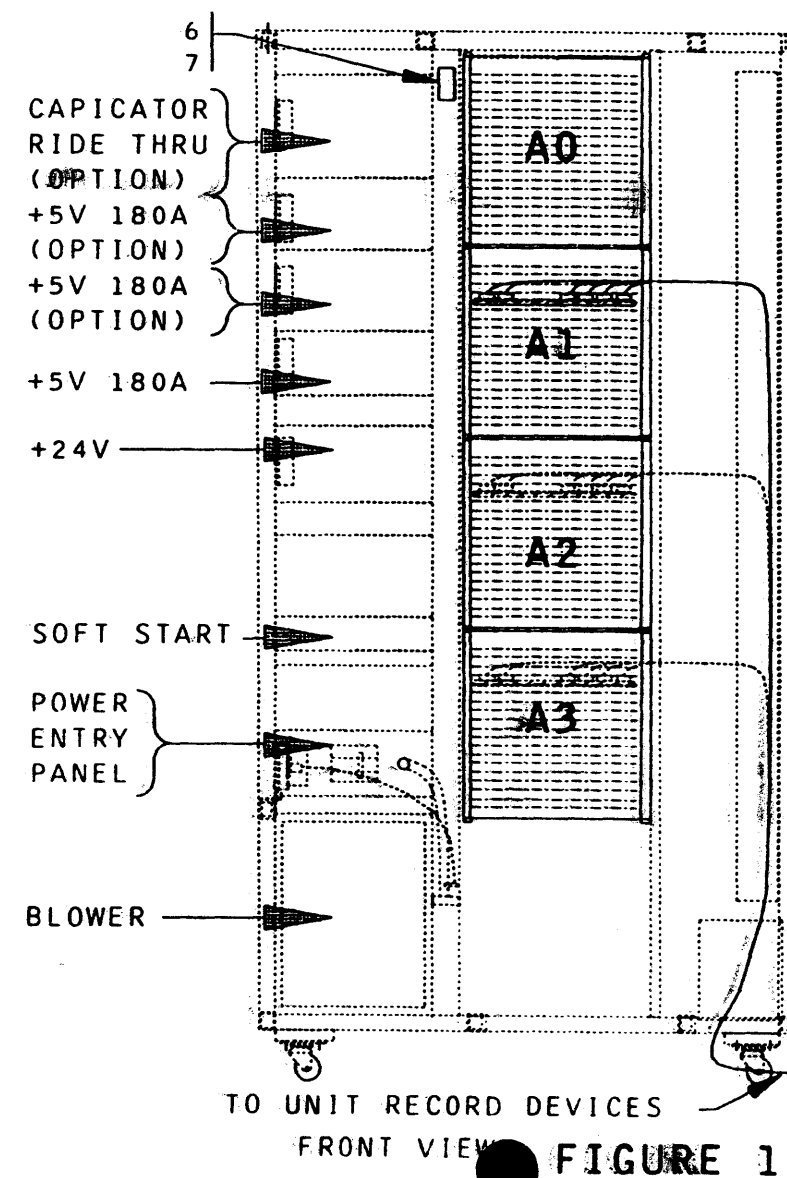 6
7
CAPICATOR
RIDE THRU
(OPTION)
+5V 180A
(OPTION)
+5V 180A
(OPTION)
+5V 180A
+24V
SOFT START
POWER
ENTRY
PANEL
BLOWER
A0
A1
A2
A3
TO UNIT RECORD DEVICES
FRONT VIEW
FIGURE 1